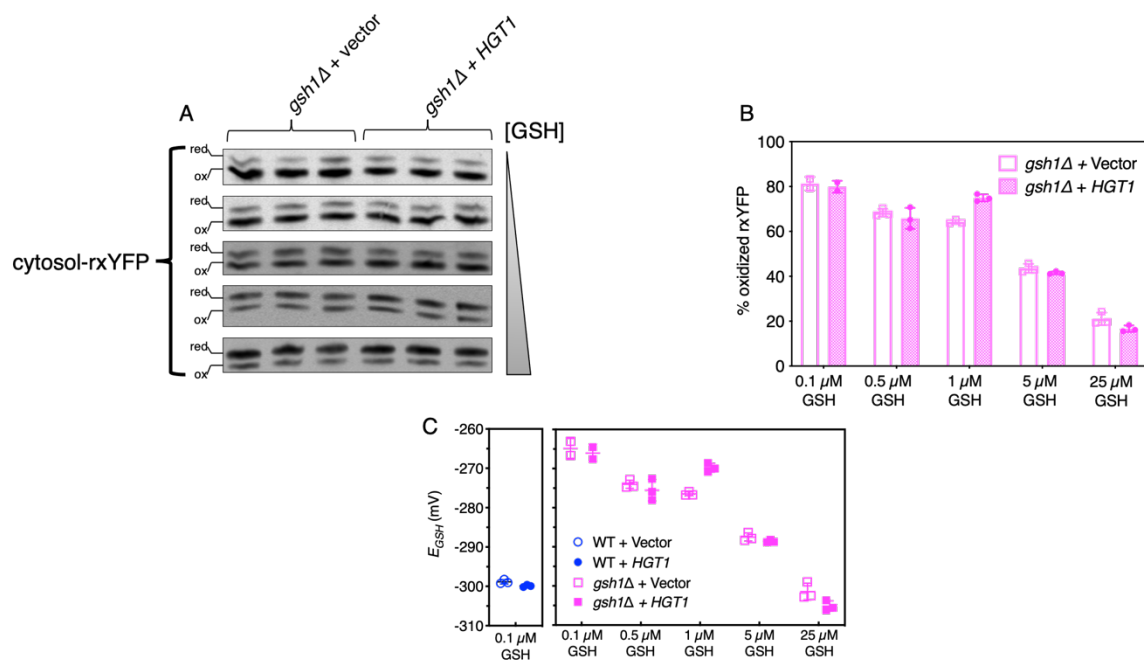 gsh1Δ + vector
gsh1Δ + HGT1
A
[GSH]
cytosol-rxYFP
red
ox
red
ox
red
ox
red
ox
red
ox
B
% oxidized rxYFP
100
80
60
40
20
0
gsh1Δ + Vector
gsh1Δ + HGT1
0.1 µM GSH
0.5 µM GSH
1 µM GSH
5 µM GSH
25 µM GSH
C
EGSH (mV)
-260
-270
-275
-290
-300
-310
WT + Vector
WT + HGT1
gsh1Δ + Vector
gsh1Δ + HGT1
0.1 µM GSH
0.1 µM GSH
0.5 µM GSH
1 µM GSH
5 µM GSH
25 µM GSH